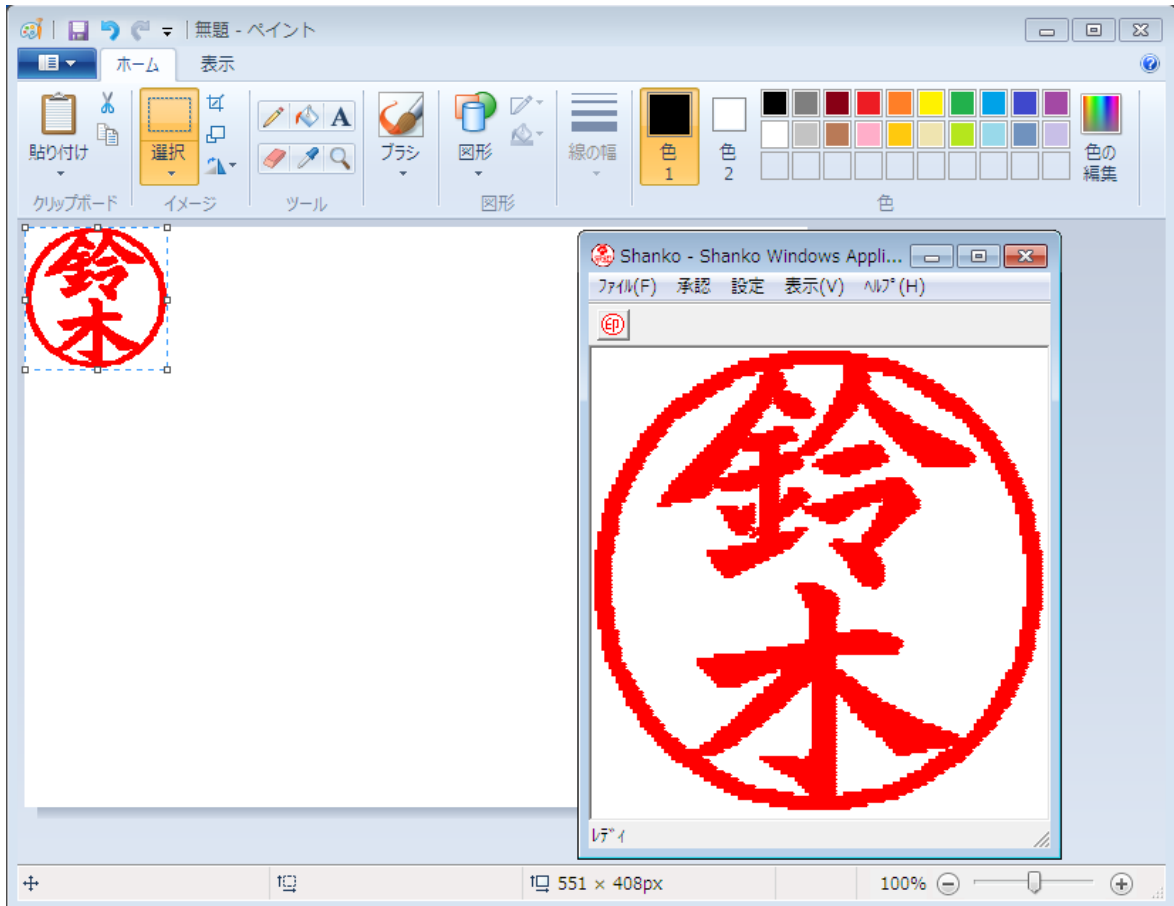 無題 - ペイント
ホーム 表示
貼り付け 選択 A ブラシ 図形 線の幅 色 1 色 2 色の編集
クリップボード イメージ ツール 図形 色
鈴木
Shanko - Shanko Windows Appli...
ﾌｧｲﾙ(F) 承認 設定 表示(V) ﾍﾙﾌﾟ(H)
印
鈴木
ﾚﾃﾞｨ
551 × 408px 100%